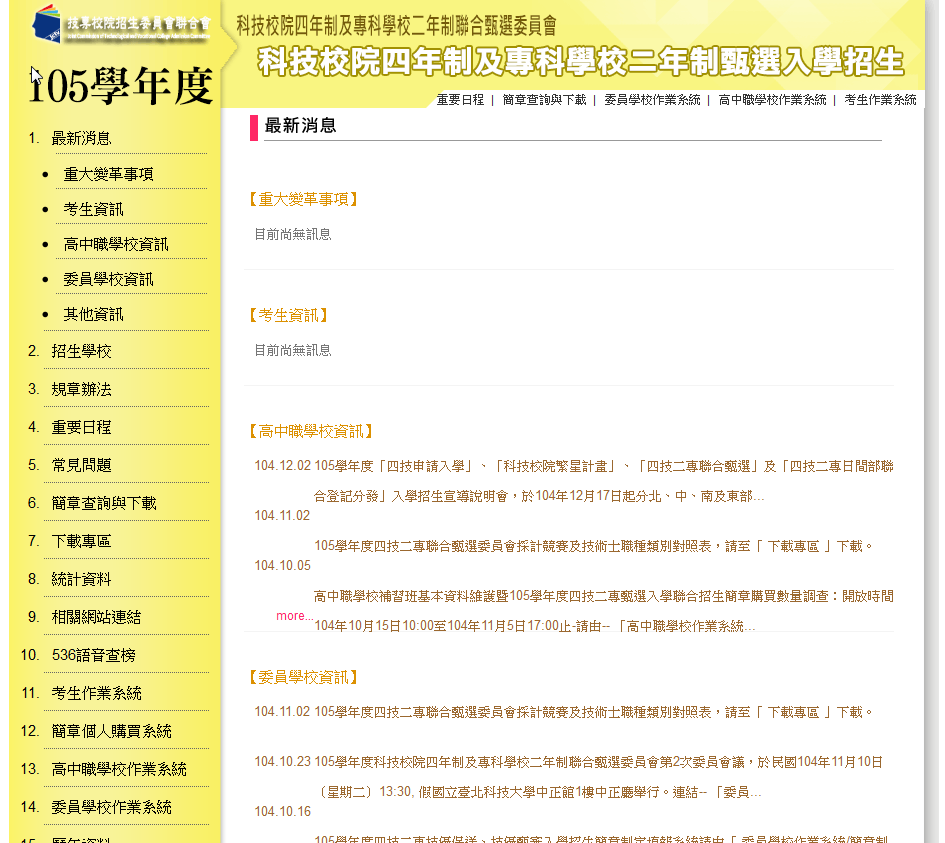 技專校院招生委員會聯合會
105學年度
科技校院四年制及專科學校二年制聯合甄選委員會
科技校院四年制及專科學校二年制甄選入學招生
重要日程 | 簡章查詢與下載 | 委員學校作業系統 | 高中職學校作業系統 | 考生作業系統
1. 最新消息
• 重大變革事項
• 考生資訊
• 高中職學校資訊
• 委員學校資訊
• 其他資訊
2. 招生學校
3. 規章辦法
4. 重要日程
5. 常見問題
6. 簡章查詢與下載
7. 下載專區
8. 統計資料
9. 相關網站連結
10. 536語音查榜
11. 考生作業系統
12. 簡章個人購買系統
13. 高中職學校作業系統
14. 委員學校作業系統
最新消息
【重大變革事項】
目前尚無訊息
【考生資訊】
目前尚無訊息
【高中職學校資訊】
104.12.02 105學年度「四技申請入學」、「科技校院繁星計畫」、「四技二專聯合甄選」及「四技二專日間部聯
合登記分發」入學招生宣導說明會，於104年12月17日起分北、中、南及東部...
104.11.02
105學年度四技二專聯合甄選委員會採計競賽及技術士職種類別對照表，請至「 下載專區 」下載。
104.10.05
高中職學校補習班基本資料維護暨105學年度四技二專甄選入學聯合招生簡章購買數量調查：開放時間
more...
104年10月15日10:00至104年11月5日17:00止-請由-- 「高中職學校作業系統...
【委員學校資訊】
104.11.02 105學年度四技二專聯合甄選委員會採計競賽及技術士職種類別對照表，請至「 下載專區 」下載。
104.10.23 105學年度科技校院四年制及專科學校二年制聯合甄選委員會第2次委員會議，於民國104年11月10日
〔星期二〕13:30, 假國立臺北科技大學中正館1樓中正廳舉行。連結-- 「委員...
104.10.16